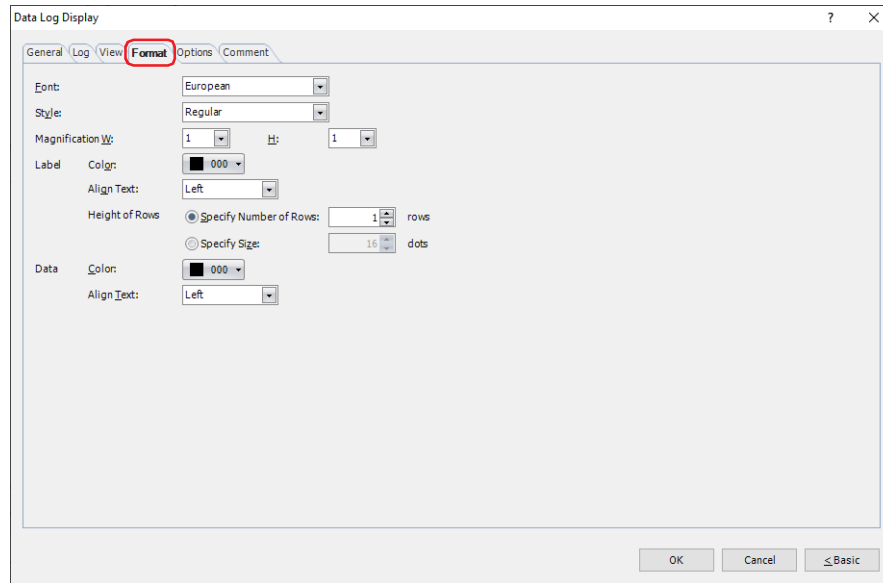 Data Log Display ?
General Log View Format Options Comment
Font: European
Style: Regular
Magnification W: 1 H: 1
Label Color: 000
Align Text: Left
Height of Rows Specify Number of Rows: 1 rows
Specify Size: 16 dots
Data Color: 000
Align Text: Left
OK Cancel < Basic